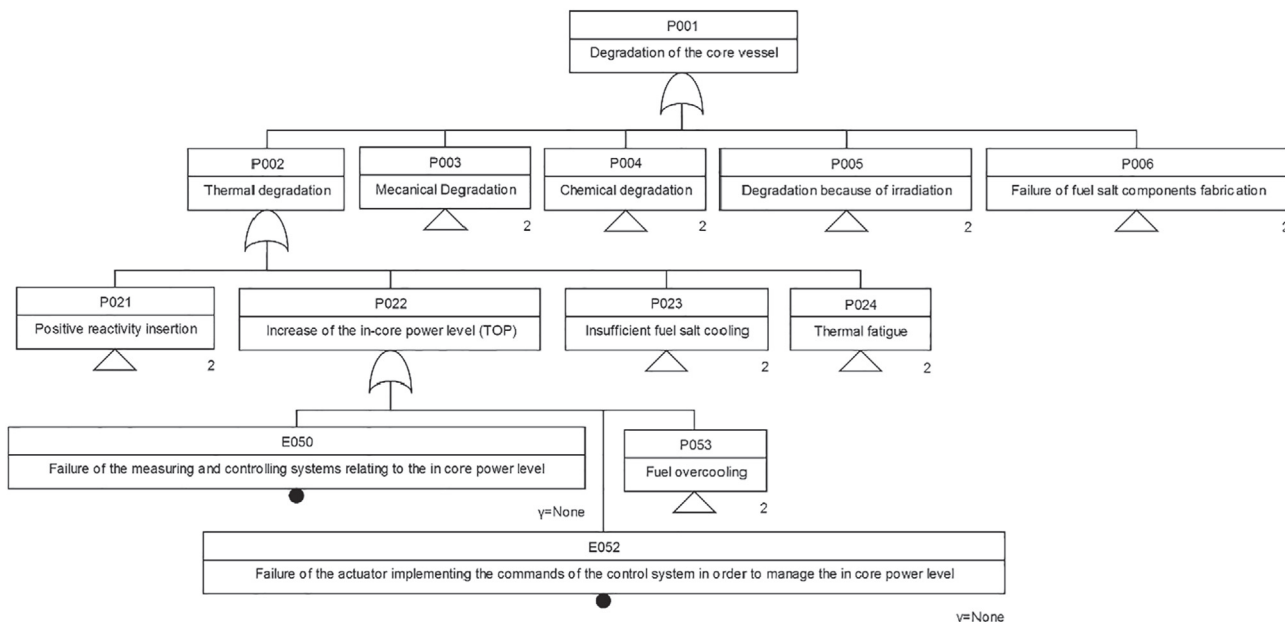 P001
Degradation of the core vessel
P002
Thermal degradation
P003
Mecanical Degradation
2
P004
Chemical degradation
2
P005
Degradation because of irradiation
2
P006
Failure of fuel salt components fabrication
2
P021
Positive reactivity insertion
2
P022
Increase of the in-core power level (TOP)
P023
Insufficient fuel salt cooling
2
P024
Thermal fatigue
2
E050
Failure of the measuring and controlling systems relating to the in core power level
γ=None
P053
Fuel overcooling
2
E052
Failure of the actuator implementing the commands of the control system in order to manage the in core power level
γ=None